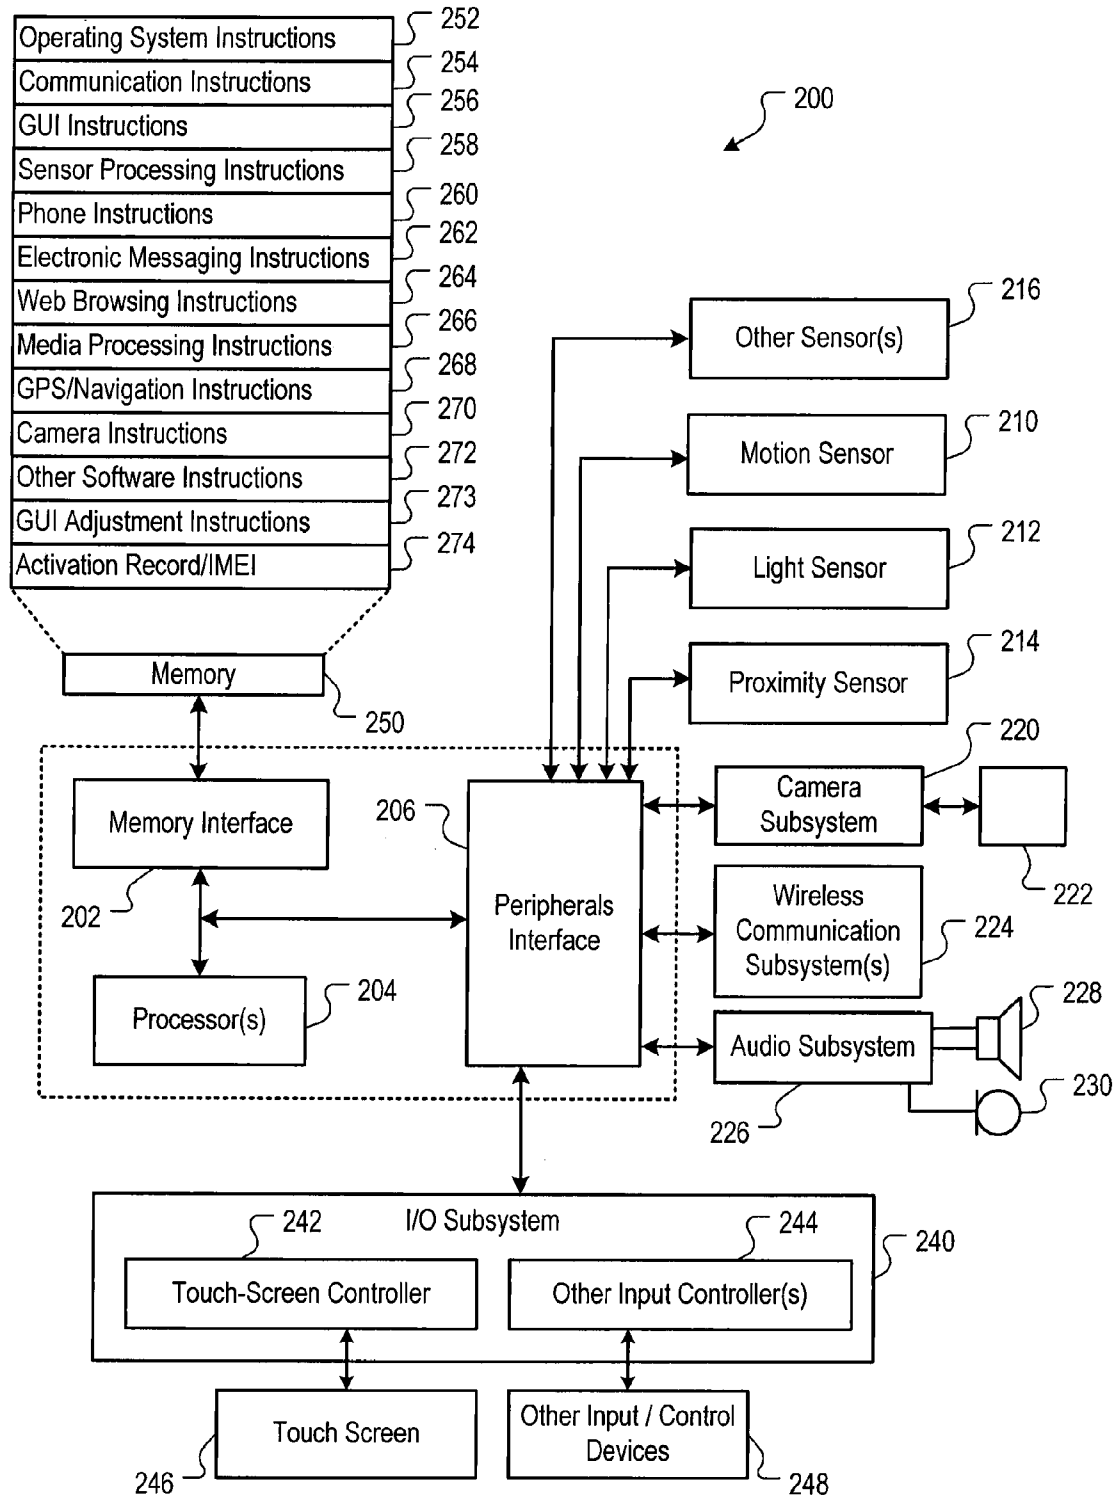 252
Operating System Instructions
254
Communication Instructions
256
GUI Instructions
258
Sensor Processing Instructions
260
Phone Instructions
262
Electronic Messaging Instructions
264
Web Browsing Instructions
266
Media Processing Instructions
268
GPS/Navigation Instructions
270
Camera Instructions
272
Other Software Instructions
273
GUI Adjustment Instructions
274
Activation Record/IMEI
Memory
250
200
216
Other Sensor(s)
210
Motion Sensor
212
Light Sensor
214
Proximity Sensor
220
Camera
Subsystem
222
Memory Interface
202
206
Peripherals
Interface
Wireless
Communication
Subsystem(s)
224
Processor(s)
204
Audio Subsystem
228
226
230
I/O Subsystem
242
244
240
Touch-Screen Controller
Other Input Controller(s)
Touch Screen
Other Input / Control
Devices
246
248